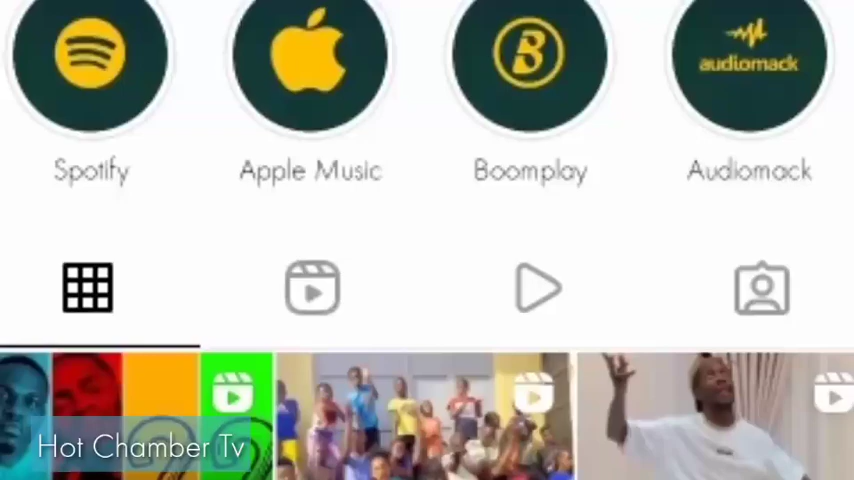 audiomack
Spotify
Apple Music
Boomplay
Audiomack
Hot Chamber Tv